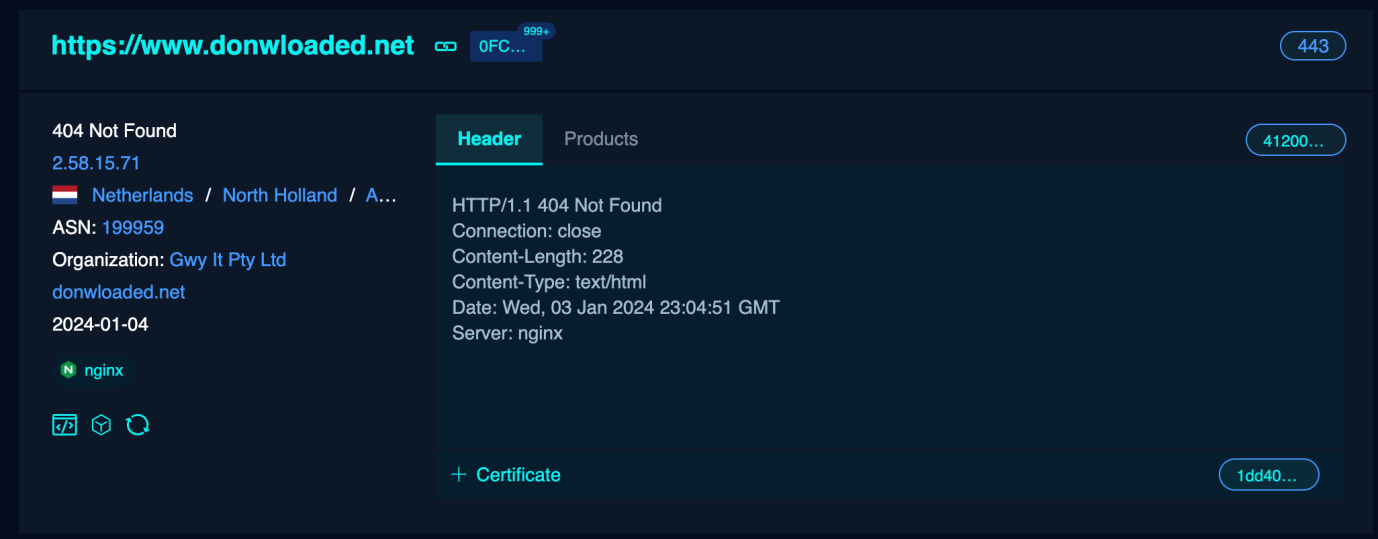 https://www.donwloaded.net 0FC... 999+ 443
404 Not Found
2.58.15.71
Netherlands / North Holland / A...
ASN: 199959
Organization: Gwy It Pty Ltd
donwloaded.net
2024-01-04
nginx
Header Products 41200...
HTTP/1.1 404 Not Found
Connection: close
Content-Length: 228
Content-Type: text/html
Date: Wed, 03 Jan 2024 23:04:51 GMT
Server: nginx
+ Certificate 1dd40...